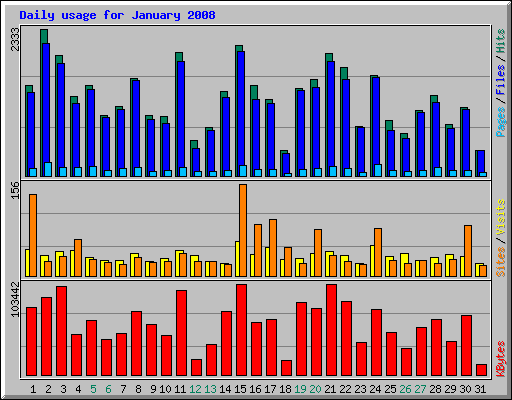 Daily usage for January 2008
2333
Pages / Files / Hits
156
Sites / Visits
103442
KBytes
1 2 3 4 5 6 7 8 9 10 11 12 13 14 15 16 17 18 19 20 21 22 23 24 25 26 27 28 29 30 31